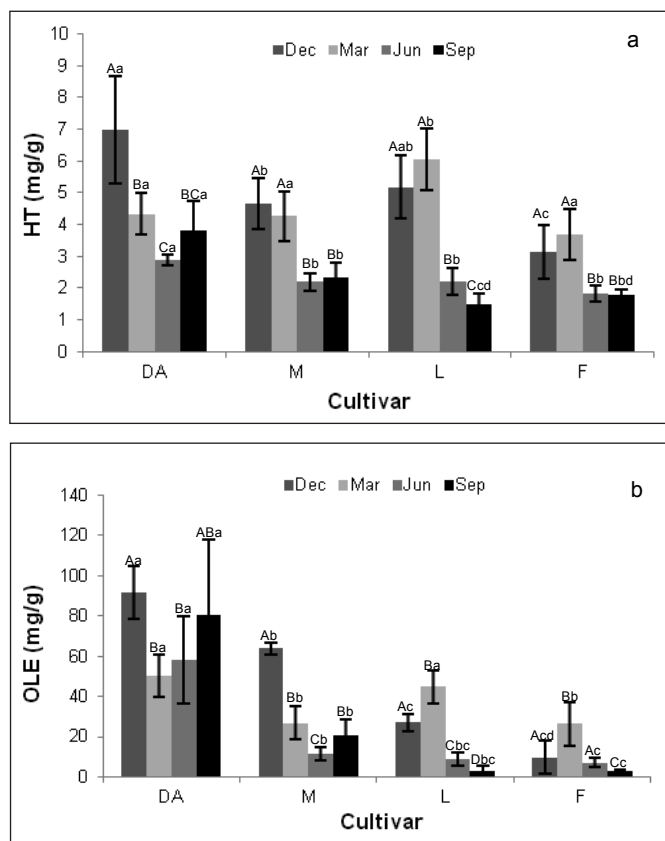 a
Dec Mar Jun Sep
10
9
8
7
6
5
4
3
2
1
0
HT (mg/g)
Aa Ba Ca BCa
Ab Aa Bb Bb
Aab Ab Bb Ccd
Ac Aa Bb Bbd
DA M L F
Cultivar
b
Dec Mar Jun Sep
140
120
100
80
60
40
20
0
OLE (mg/g)
Aa Ba Ba ABa
Ab Bb Cb Bb
Ac Ba Cbc Dbc
Acd Bb Ac Cc
DA M L F
Cultivar